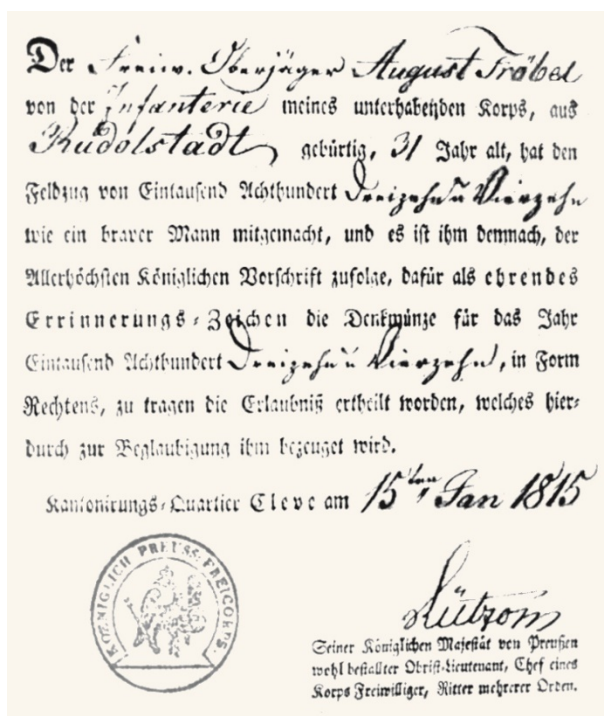 Der Freiw. Oberjäger August Fröbel
von der Infanterie meines unterhabenden Korps, aus
Rudolstadt gebürtig, 31 Jahr alt, hat den
Feldzug von Eintausend Achthundert Dreizehn u Vierzehn
wie ein braver Mann mitgemacht, und es ist ihm demnach, der
Allerhöchsten Königlichen Vorschrift zufolge, dafür als ehrendes
Errinnerungs-Zeichen die Denkmünze für das Jahr
Eintausend Achthundert Dreizehn u Vierzehn, in Form
Rechtens, zu tragen die Erlaubniß ertheilt worden, welches hier-
durch zur Beglaubigung ihm bezeuget wird.
Kantonirungs-Quartier Cleve am 15ten Jan 1815
KOENIGLICH PREUSS: FREICORPS.
Lützow
Seiner Königlichen Majestät von Preußen
wohl bestallter Obrist-Lieutenant, Chef eines
Korps Freiwilliger, Ritter mehrerer Orden.